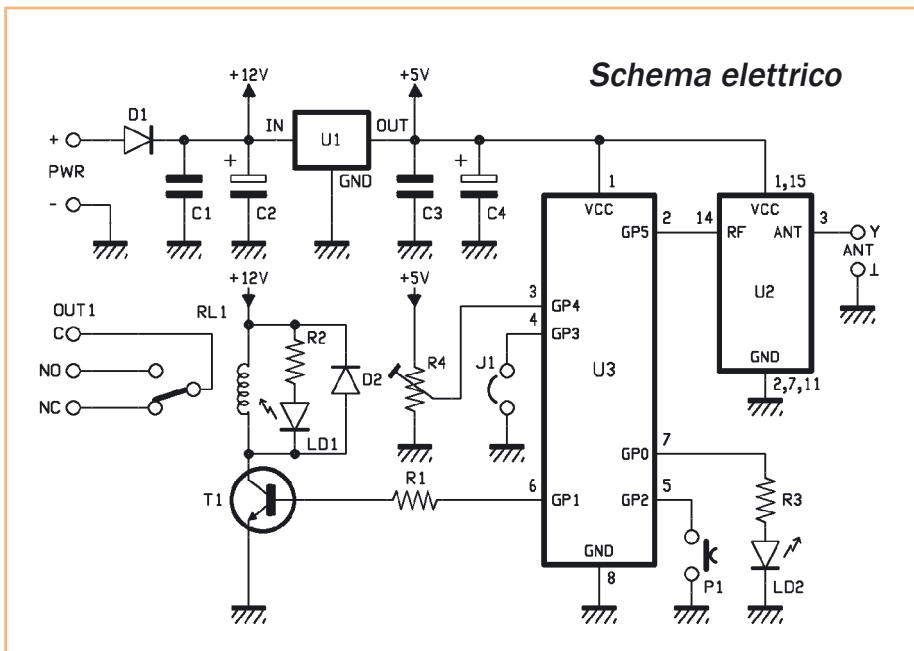 Schema elettrico
+12V +5V
D1
IN U1 OUT
+ PWR -
GND
+ +
C1 C2 C3 C4
1 1,15
VCC VCC
GP5 2 14 RF ANT 3 Y
ANT
U2
GND
2,7,11
+12V +5V
OUT1 RL1
C
NO
NC
R2
D2
LD1
R4
3 GP4
4 GP3
J1
U3
T1
R1
6 GP1
GP0 7
GP2 5
R3
GND
8
P1
LD2